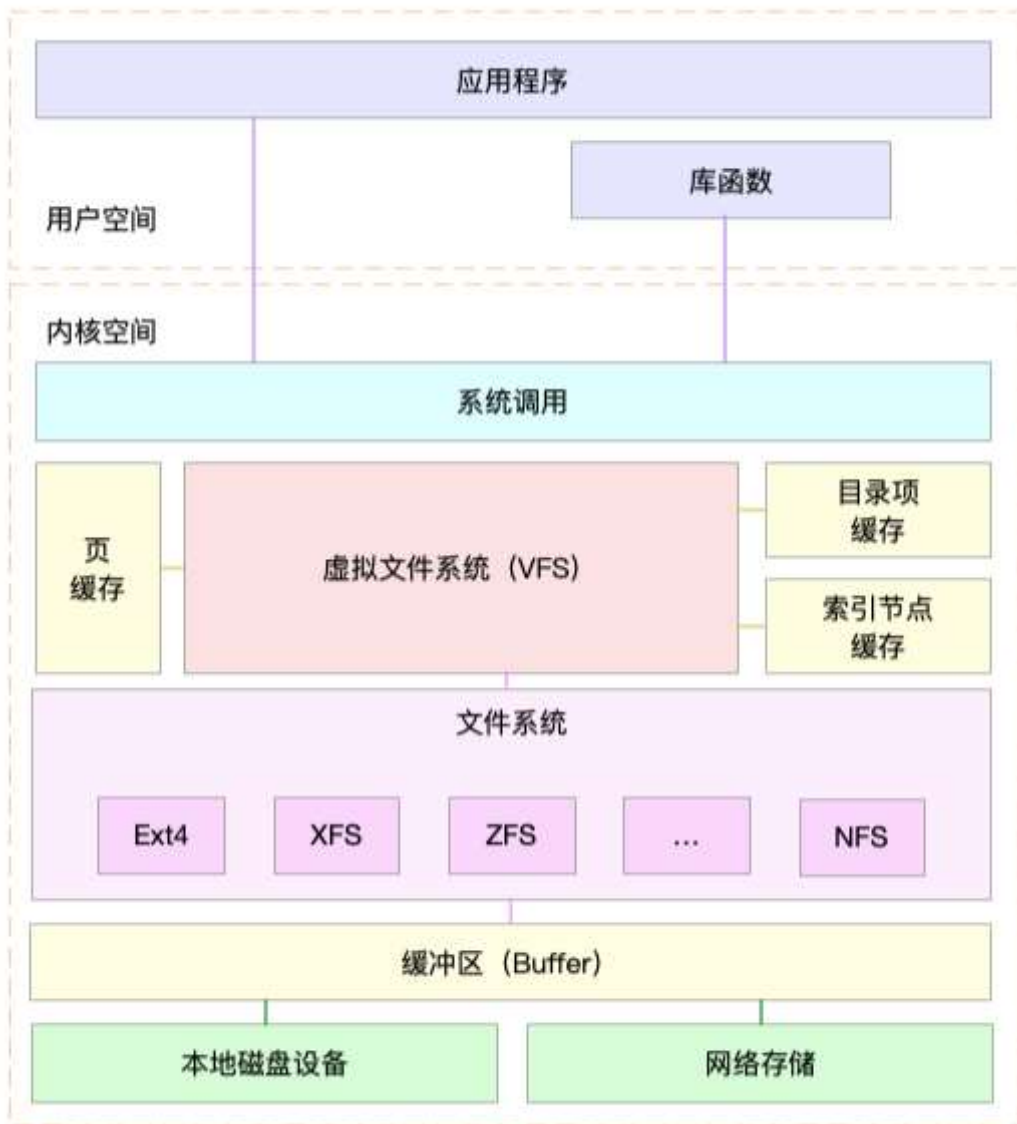 应用程序
库函数
用户空间
内核空间
系统调用
页
缓存
虚拟文件系统（VFS）
目录项
缓存
索引节点
缓存
文件系统
Ext4
XFS
ZFS
...
NFS
缓冲区（Buffer）
本地磁盘设备
网络存储